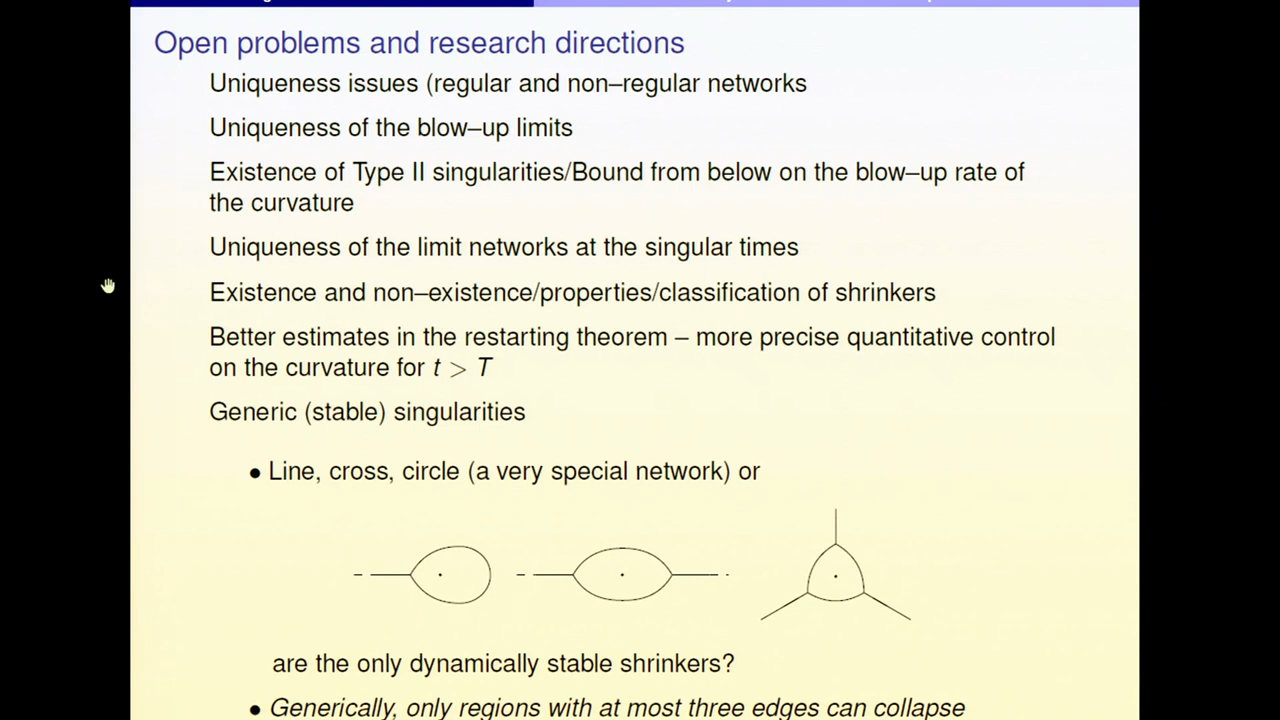 Open problems and research directions
Uniqueness issues (regular and non–regular networks
Uniqueness of the blow–up limits
Existence of Type II singularities/Bound from below on the blow–up rate of
the curvature
Uniqueness of the limit networks at the singular times
Existence and non–existence/properties/classification of shrinkers
Better estimates in the restarting theorem – more precise quantitative control
on the curvature for t > T
Generic (stable) singularities
• Line, cross, circle (a very special network) or
are the only dynamically stable shrinkers?
• Generically, only regions with at most three edges can collapse